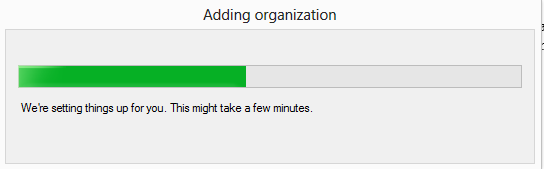 Adding organization
We're setting things up for you. This might take a few minutes.